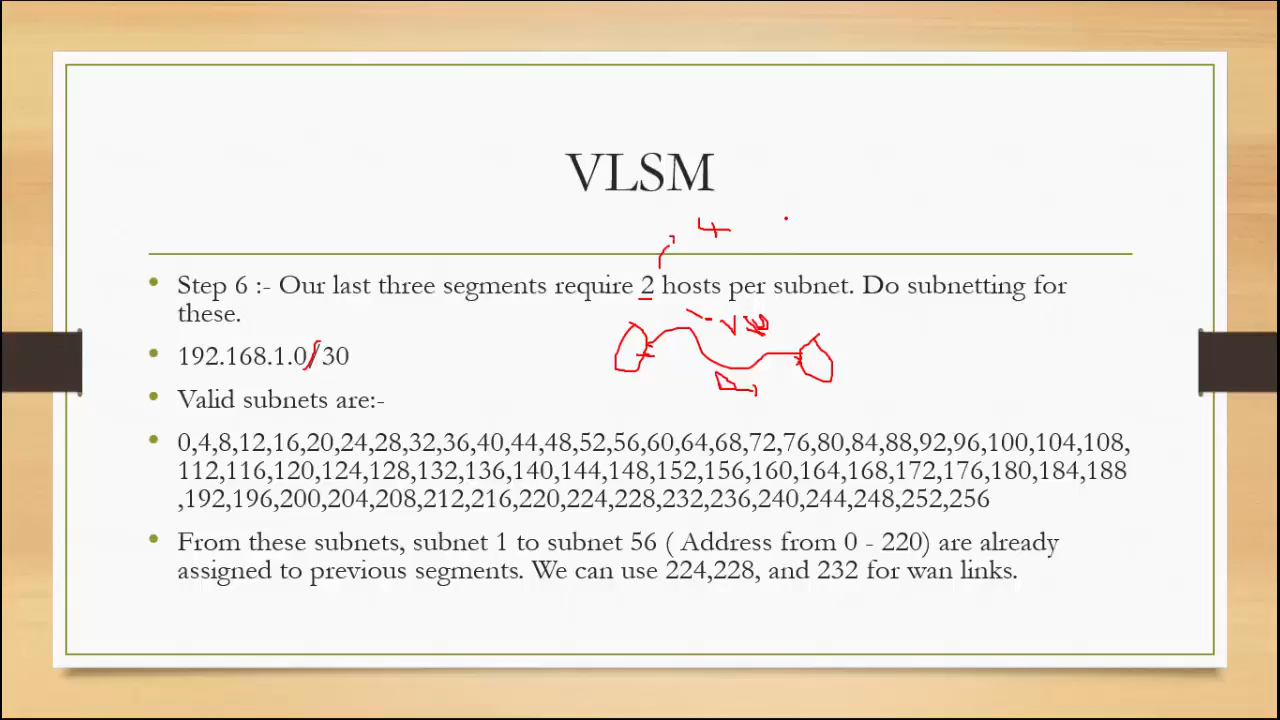 VLSM
4
Step 6 :- Our last three segments require 2 hosts per subnet. Do subnetting for
these.
192.168.1.0/30
Valid subnets are:-
0,4,8,12,16,20,24,28,32,36,40,44,48,52,56,60,64,68,72,76,80,84,88,92,96,100,104,108,
112,116,120,124,128,132,136,140,144,148,152,156,160,164,168,172,176,180,184,188
,192,196,200,204,208,212,216,220,224,228,232,236,240,244,248,252,256
From these subnets, subnet 1 to subnet 56 ( Address from 0 - 220) are already
assigned to previous segments. We can use 224,228, and 232 for wan links.